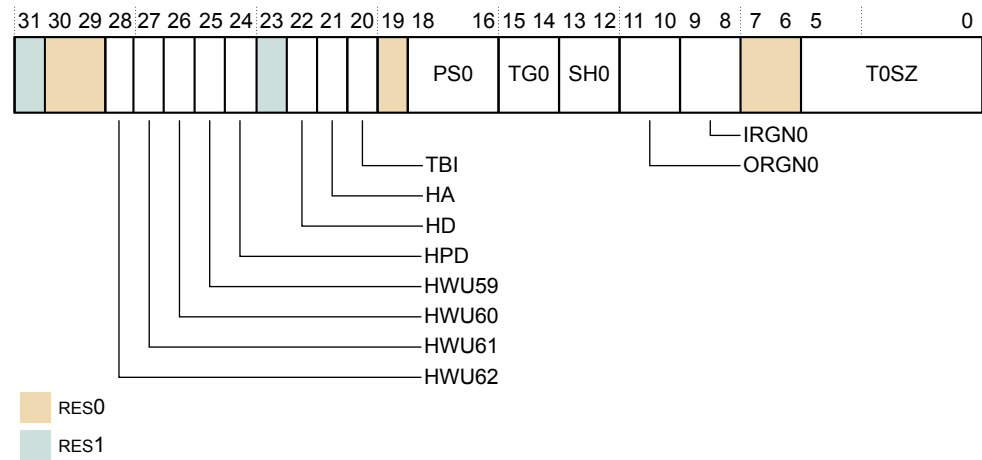 31 30 29 28 27 26 25 24 23 22 21 20 19 18 16 15 14 13 12 11 10 9 8 7 6 5 0
PS0 TG0 SH0 T0SZ
IRGN0
TBI ORGN0
HA
HD
HPD
HWU59
HWU60
HWU61
HWU62
RES0
RES1